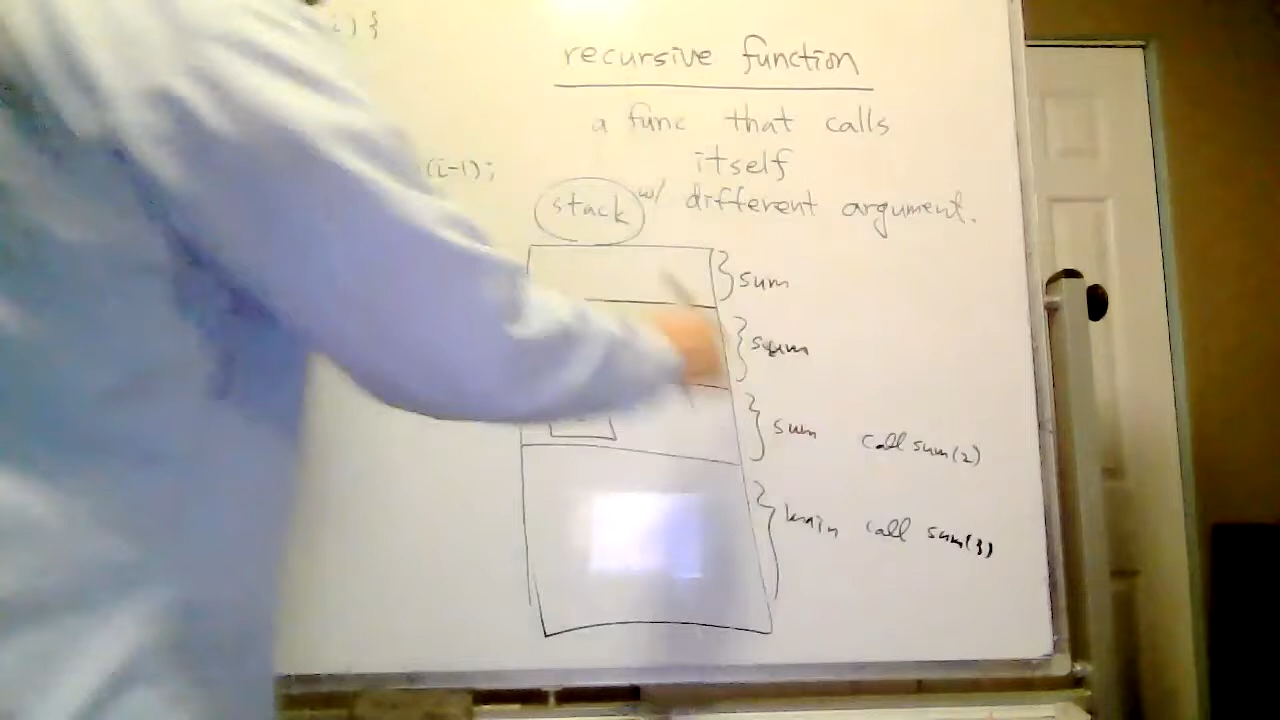 ) {
recursive function
a func that calls
itself
(i-1);
stack w/ different argument.
} sum
} sum
} sum call sum(2)
} main call sum(3)